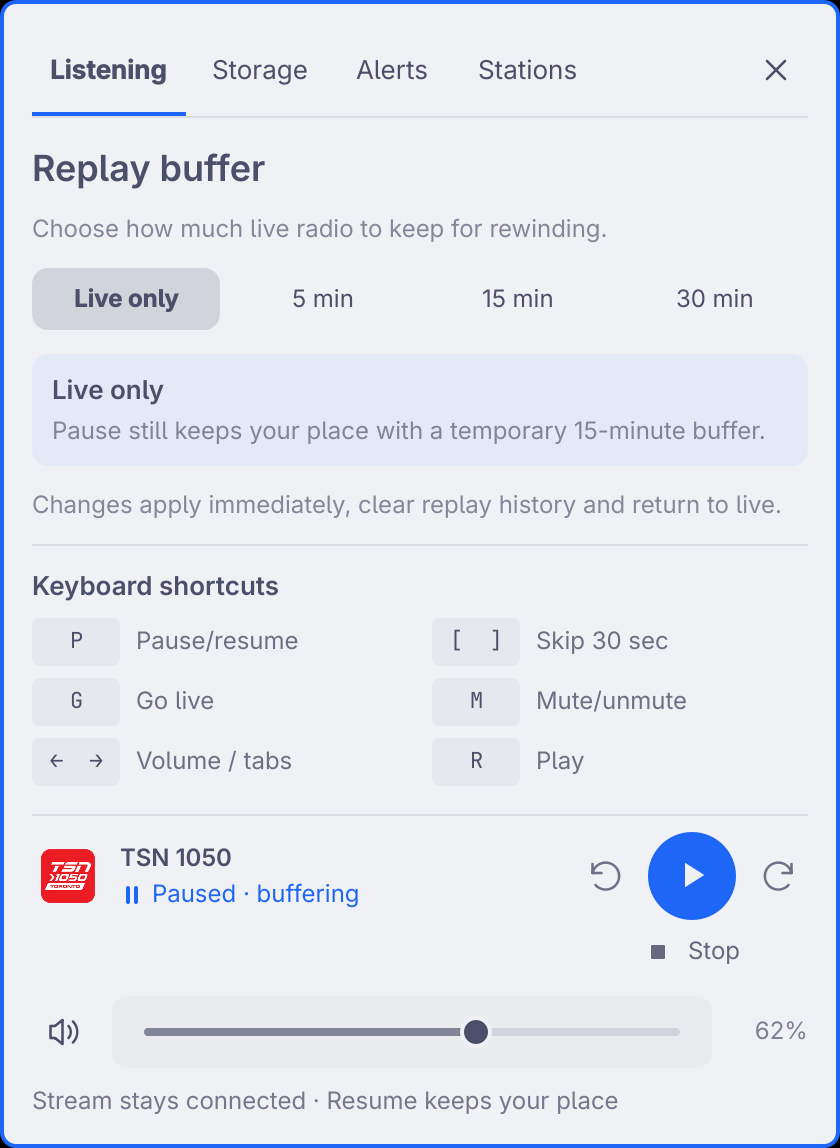 Listening Storage Alerts Stations
Replay buffer
Choose how much live radio to keep for rewinding.
Live only 5 min 15 min 30 min
Live only
Pause still keeps your place with a temporary 15-minute buffer.
Changes apply immediately, clear replay history and return to live.
Keyboard shortcuts
P Pause/resume [ ] Skip 30 sec
G Go live M Mute/unmute
← → Volume / tabs R Play
TSN
1050
TORONTO
TSN 1050
Paused · buffering
Stop
62%
Stream stays connected · Resume keeps your place